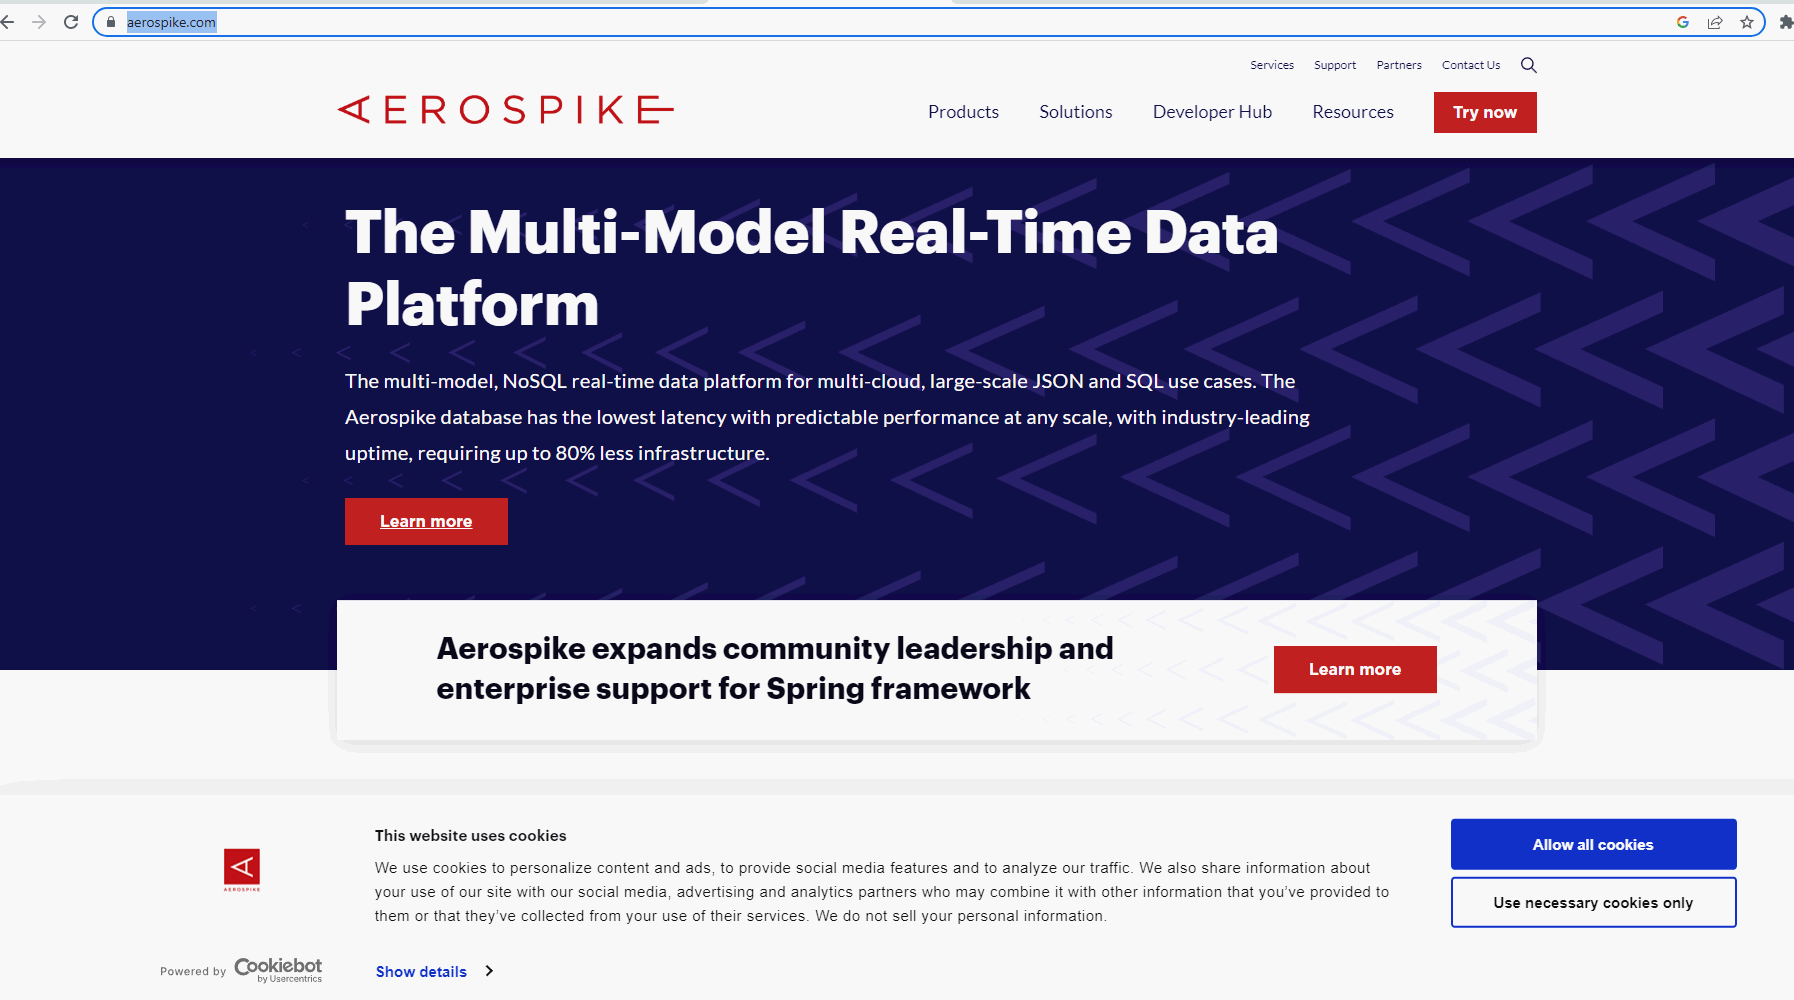 aerospike.com
Services Support Partners Contact Us
AEROSPIKE
Products Solutions Developer Hub Resources Try now
The Multi-Model Real-Time Data
Platform
The multi-model, NoSQL real-time data platform for multi-cloud, large-scale JSON and SQL use cases. The
Aerospike database has the lowest latency with predictable performance at any scale, with industry-leading
uptime, requiring up to 80% less infrastructure.
Learn more
Aerospike expands community leadership and
enterprise support for Spring framework
Learn more
This website uses cookies
We use cookies to personalize content and ads, to provide social media features and to analyze our traffic. We also share information about
your use of our site with our social media, advertising and analytics partners who may combine it with other information that you've provided to
them or that they've collected from your use of their services. We do not sell your personal information.
Allow all cookies
Use necessary cookies only
AEROSPIKE
Powered by Cookiebot
by Usercentrics
Show details